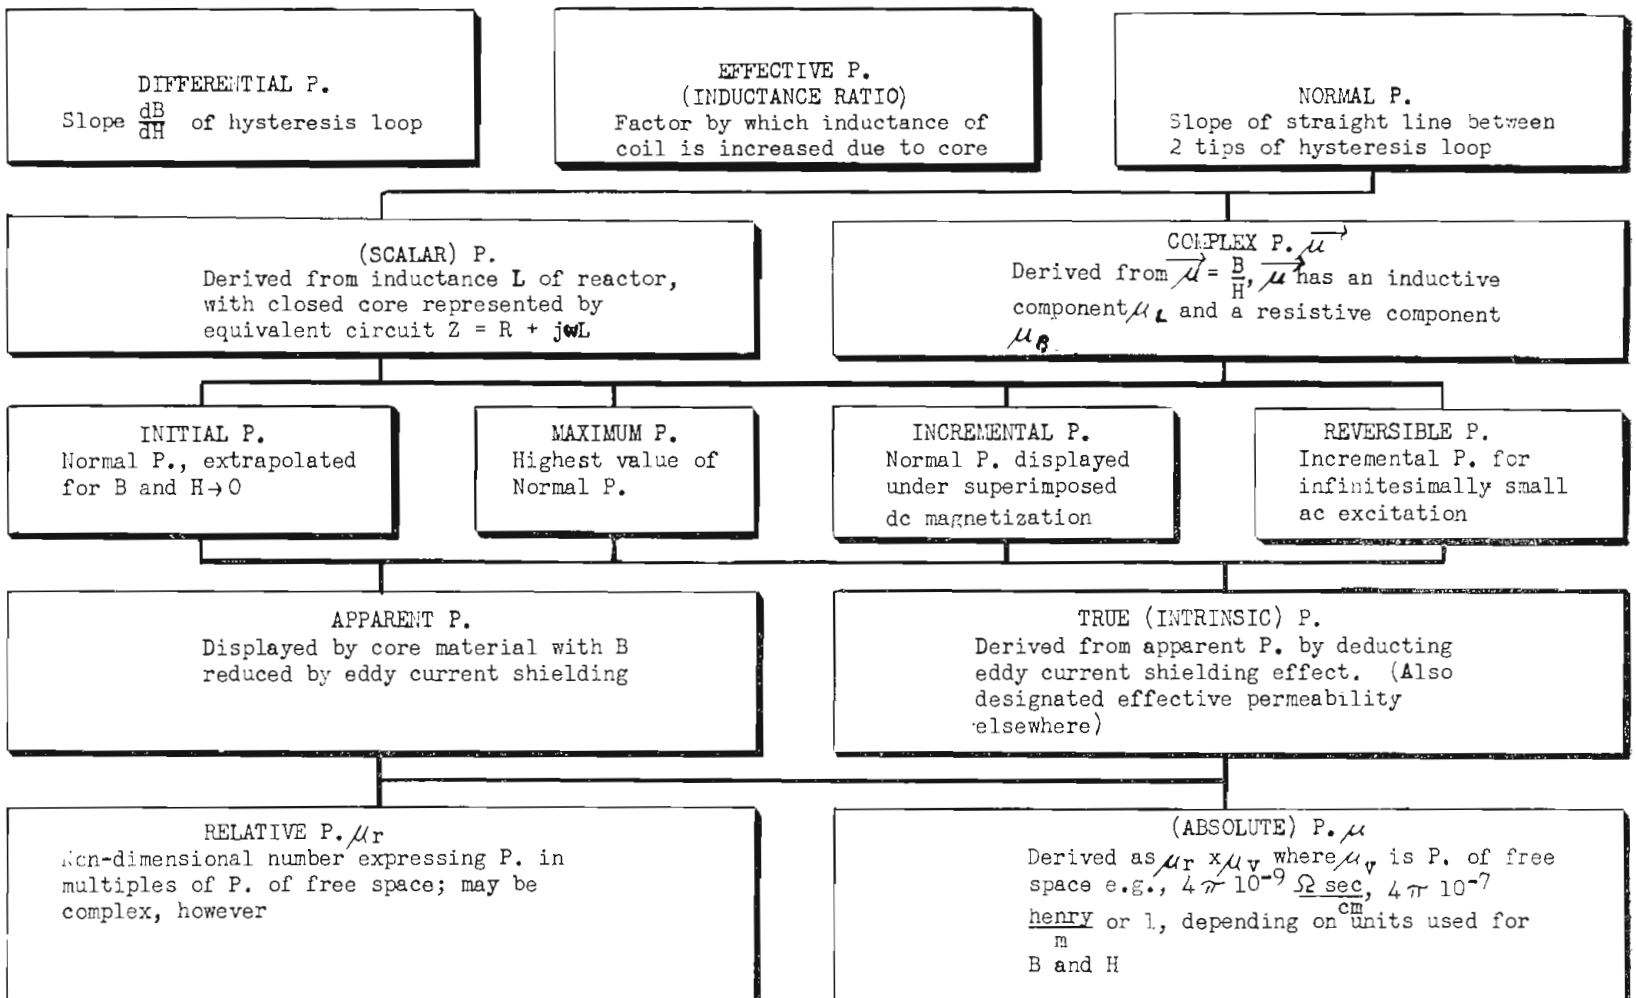 DIFFERENTIAL P.
Slope dB/dH of hysteresis loop
EFFECTIVE P.
(INDUCTANCE RATIO)
Factor by which inductance of
coil is increased due to core
NORMAL P.
Slope of straight line between
2 tips of hysteresis loop
(SCALAR) P.
Derived from inductance L of reactor,
with closed core represented by
equivalent circuit Z = R + jωL
COMPLEX P. μ⃗
Derived from μ⃗ = B/H, μ⃗ has an inductive
component μL and a resistive component
μR
INITIAL P.
Normal P., extrapolated
for B and H→0
MAXIMUM P.
Highest value of
Normal P.
INCREMENTAL P.
Normal P. displayed
under superimposed
dc magnetization
REVERSIBLE P.
Incremental P. for
infinitesimally small
ac excitation
APPARENT P.
Displayed by core material with B
reduced by eddy current shielding
TRUE (INTRINSIC) P.
Derived from apparent P. by deducting
eddy current shielding effect. (Also
designated effective permeability
elsewhere)
RELATIVE P. μr
Non-dimensional number expressing P. in
multiples of P. of free space; may be
complex, however
(ABSOLUTE) P. μ
Derived as μr x μv where μv is P. of free
space e.g., 4π 10⁻⁹ Ω sec/cm, 4π 10⁻⁷
henry/m or 1, depending on units used for
B and H